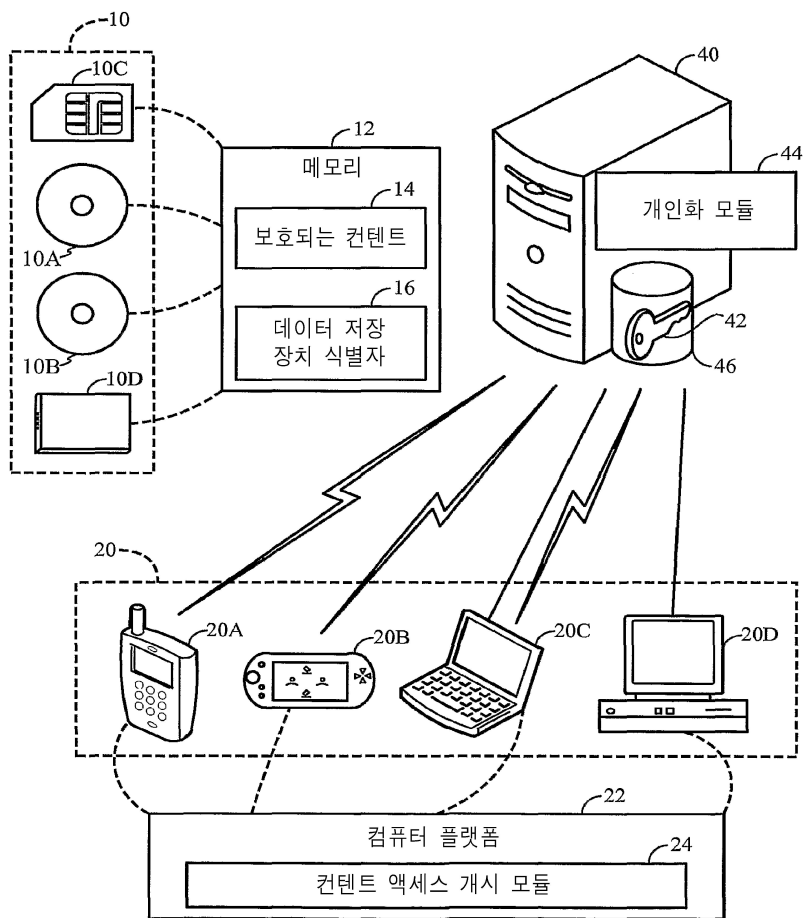 10
10C
10A
10B
10D
12
메모리
14
보호되는 컨텐트
16
데이터 저장
장치 식별자
40
44
개인화 모듈
42
46
20
20A
20B
20C
20D
22
컴퓨터 플랫폼
24
컨텐트 액세스 개시 모듈